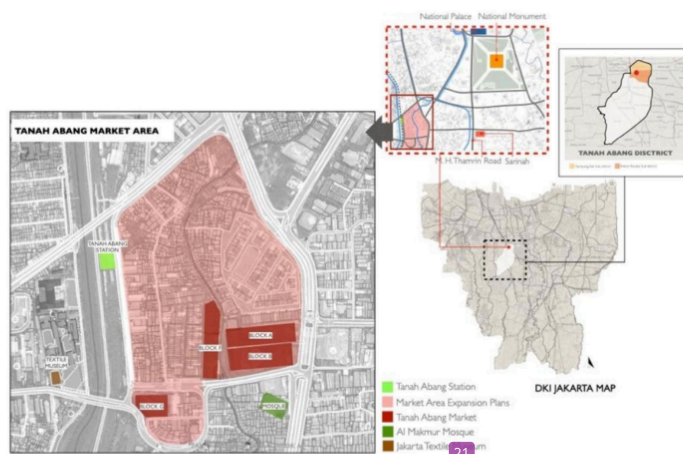 National Palace National Monument
M. H.Thamrin Road Sarinah
TANAH ABANG DISCTRICT
TANAH ABANG MARKET AREA
TANAH ABANG
STATION
TEXTILE
MUSEUM
BLOCK F
BLOCK A
BLOCK B
BLOCK G
MOSQUE
Tanah Abang Station
Market Area Expansion Plans
Tanah Abang Market
Al Makmur Mosque
Jakarta Textile
21
DKI JAKARTA MAP